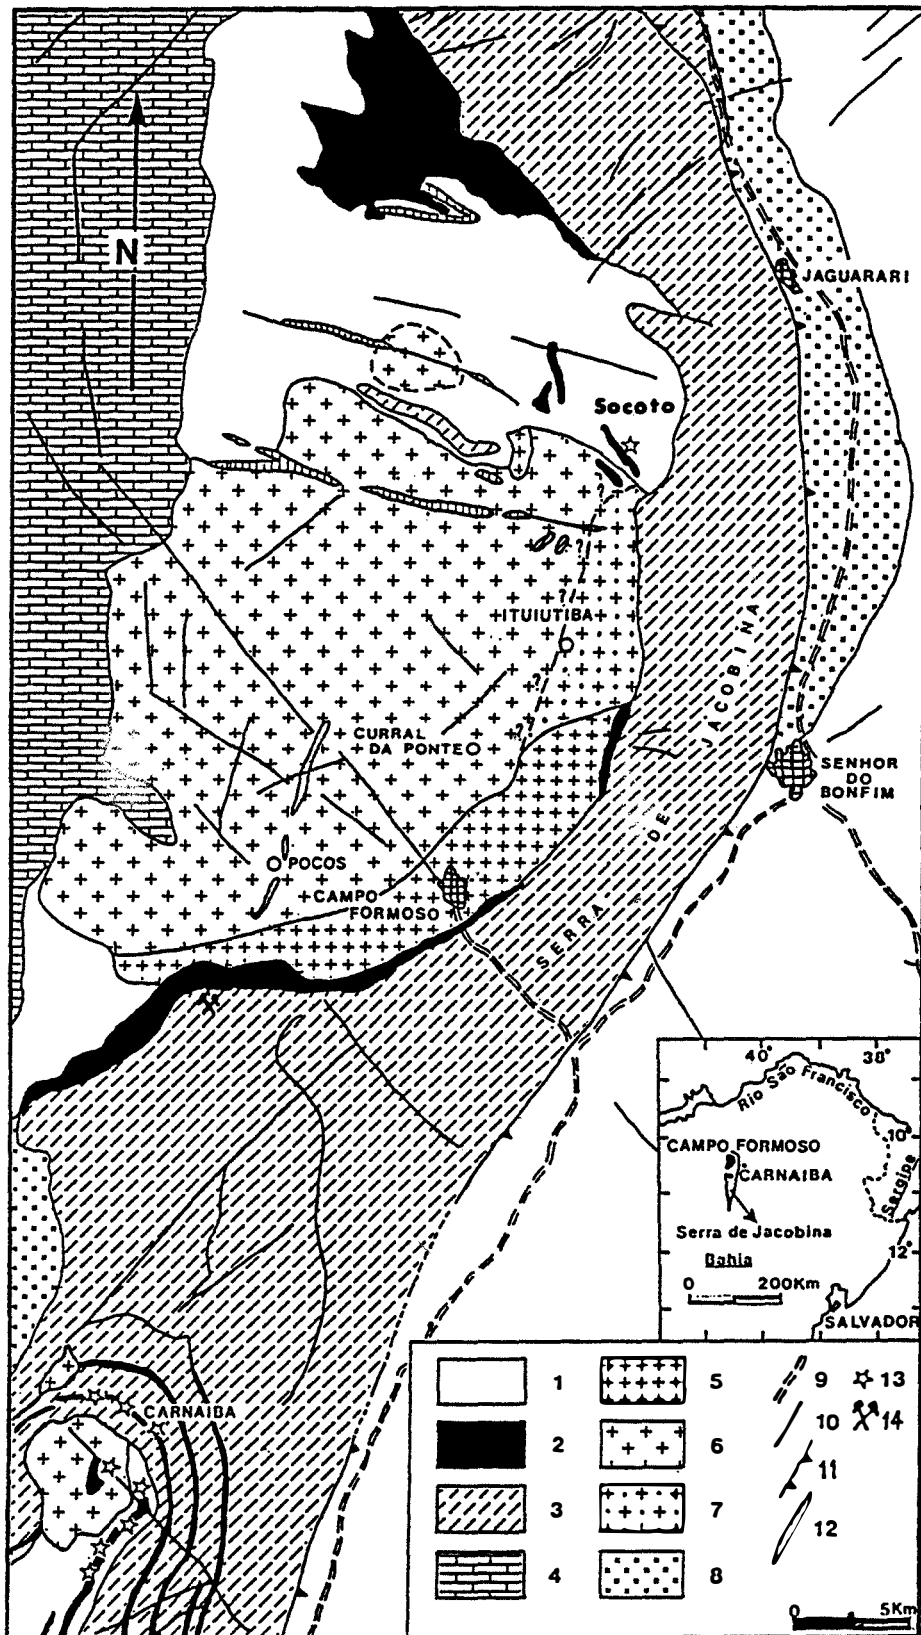 N
JAGUARARI
Socoto
?
?
?
?
ITUIUTIBA
?
?
?
CURRAL
DA PONTE
SENHOR
DO
BONFIM
POÇOS
CAMPO
FORMOSO
SERRA DE JACOBINA
40° 38°
Rio São Francisco
10°
CAMPO FORMOSO
CARNAIBA
Sergipe
Serra de Jacobina
12°
Bahia
0 200Km
SALVADOR
CARNAIBA
1 5 9 13
2 6 10 14
3 7 11
4 8 12
0 5Km